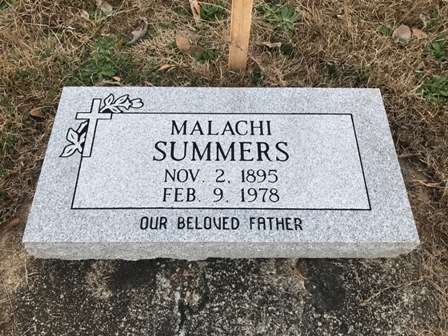 MALACHI
SUMMERS
NOV. 2, 1895
FEB. 9, 1978
OUR BELOVED FATHER